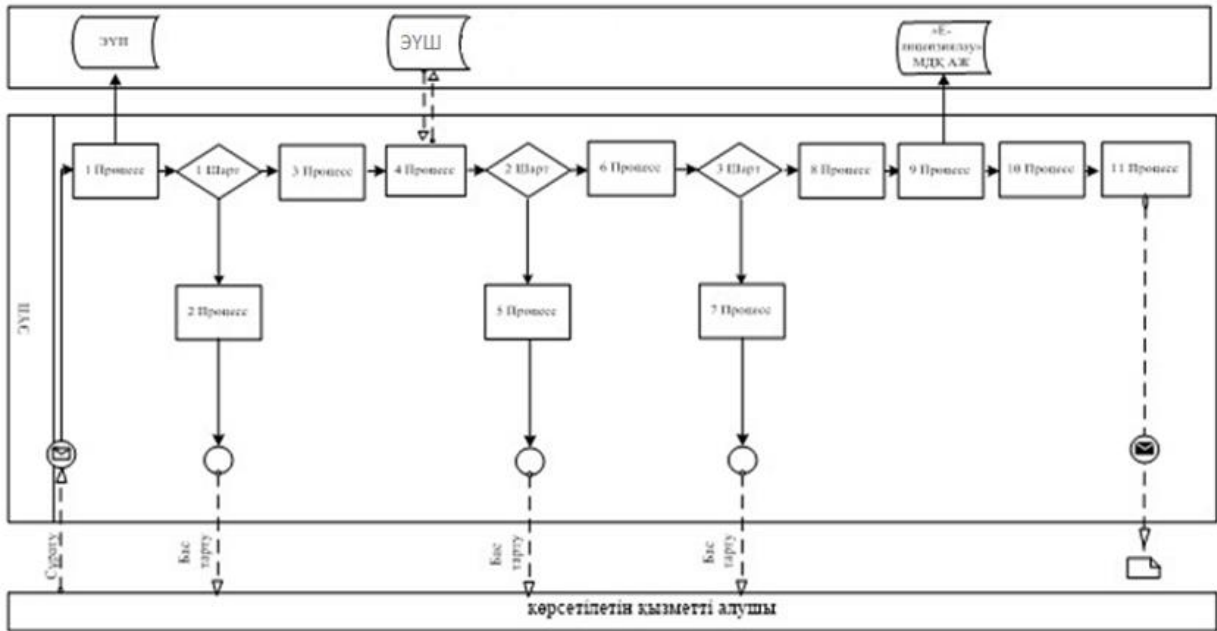 ЭҮП
ЭҮШ
«Е-
лицензиялау»
МДҚ АЖ
1 Процесс
1 Шарт
3 Процесс
4 Процесс
2 Шарт
6 Процесс
3 Шарт
8 Процесс
9 Процесс
10 Процесс
11 Процесс
ЭҮП
2 Процесс
5 Процесс
7 Процесс
Сұрату
Бас
тарту
Бас
тарту
Бас
тарту
көрсетілетін қызметті алушы